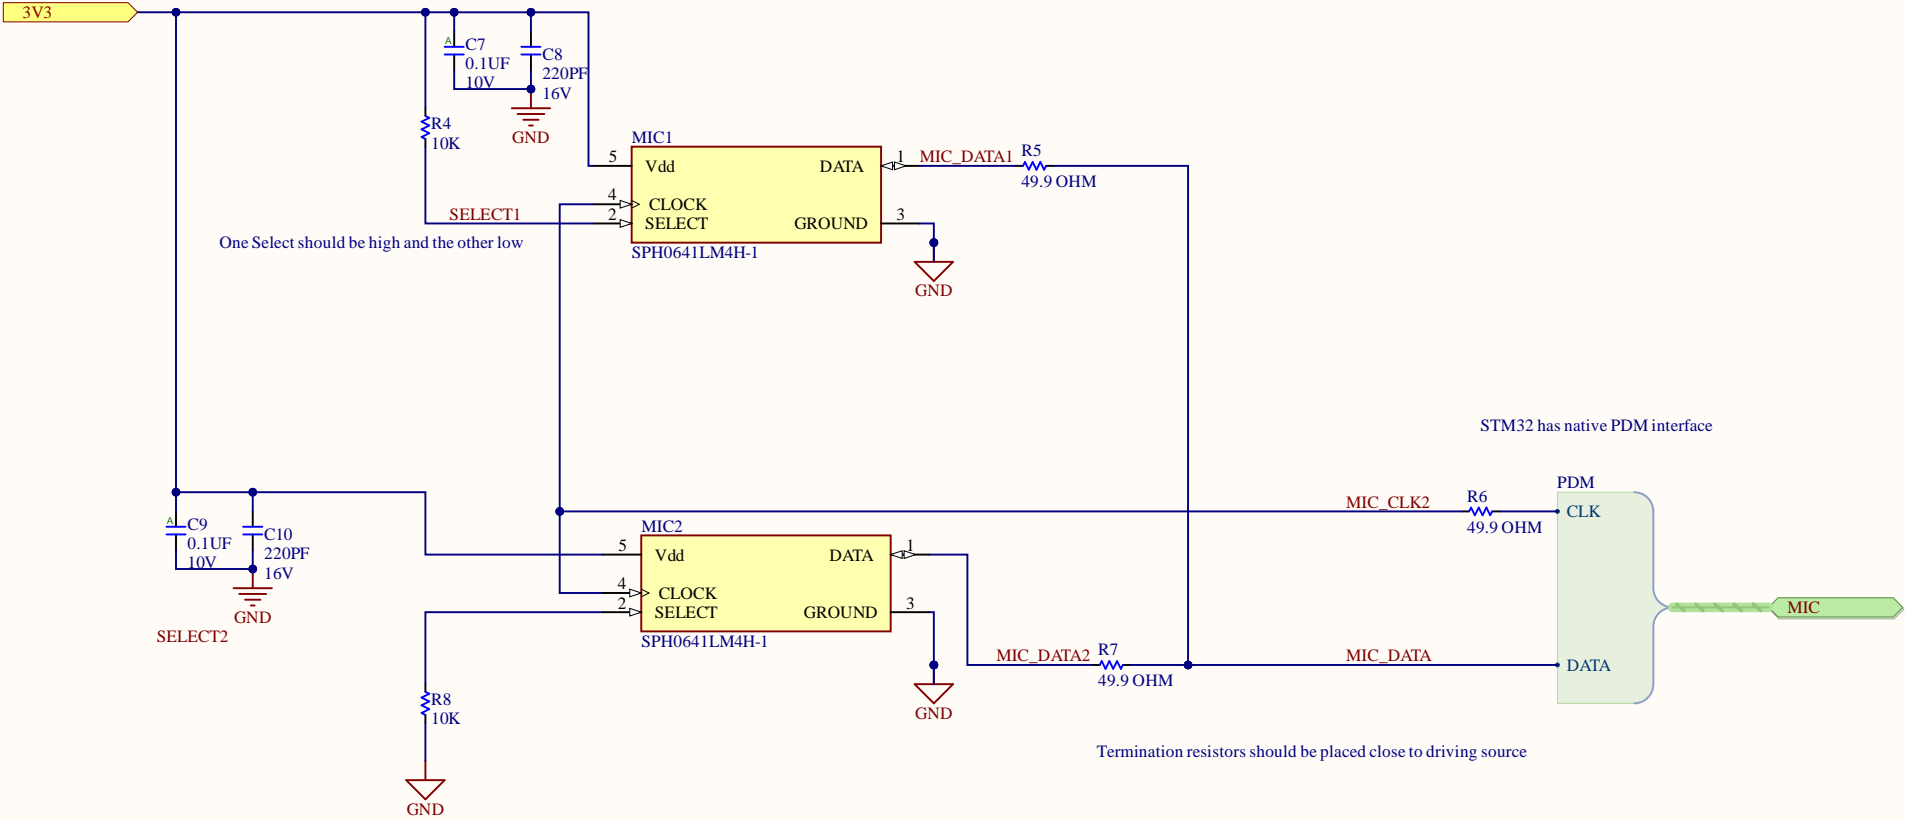 3V3
A
C7
0.1UF
10V
C8
220PF
16V
GND
R4
10K
MIC1
5
Vdd
DATA
1
MIC_DATA1
R5
49.9 OHM
4
CLOCK
SELECT1
2
SELECT
GROUND
3
One Select should be high and the other low
SPH0641LM4H-1
GND
STM32 has native PDM interface
PDM
MIC_CLK2
R6
49.9 OHM
CLK
A
C9
0.1UF
10V
C10
220PF
16V
GND
SELECT2
MIC2
5
Vdd
DATA
1
4
CLOCK
2
SELECT
GROUND
3
SPH0641LM4H-1
MIC
MIC_DATA2
R7
49.9 OHM
MIC_DATA
DATA
R8
10K
GND
GND
Termination resistors should be placed close to driving source